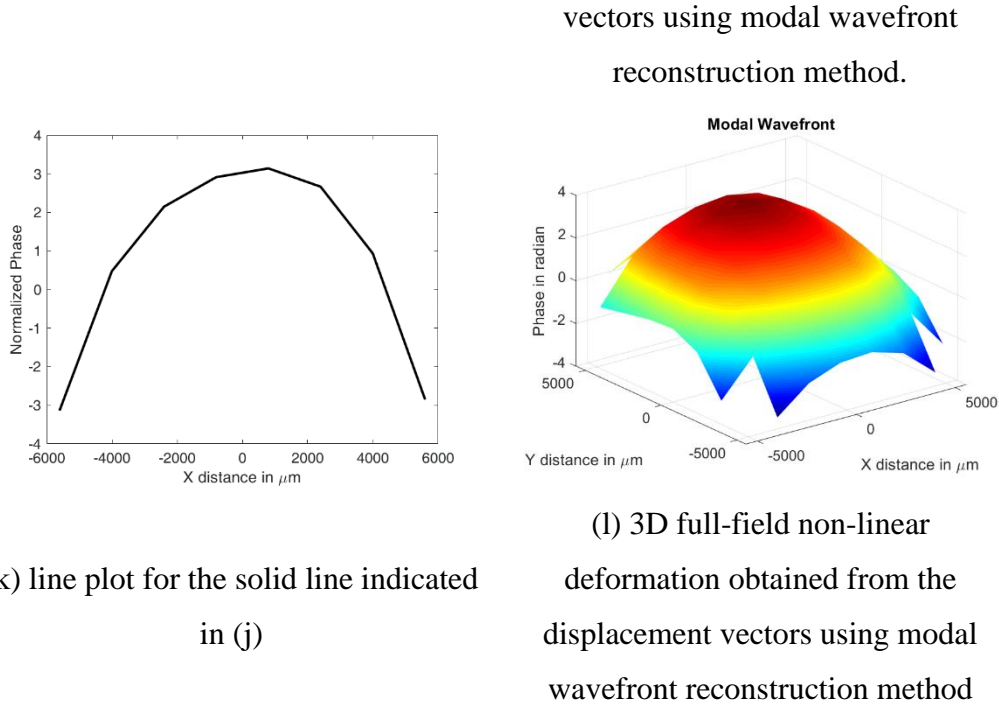 vectors using modal wavefront
reconstruction method.
4
3
2
1
0
-1
-2
-3
-4
-6000 -4000 -2000 0 2000 4000 6000
Normalized Phase
X distance in μm
Modal Wavefront
4
2
0
-2
-4
Phase in radian
5000
0
-5000
Y distance in μm
-5000
0
5000
X distance in μm
k) line plot for the solid line indicated
in (j)
(l) 3D full-field non-linear
deformation obtained from the
displacement vectors using modal
wavefront reconstruction method